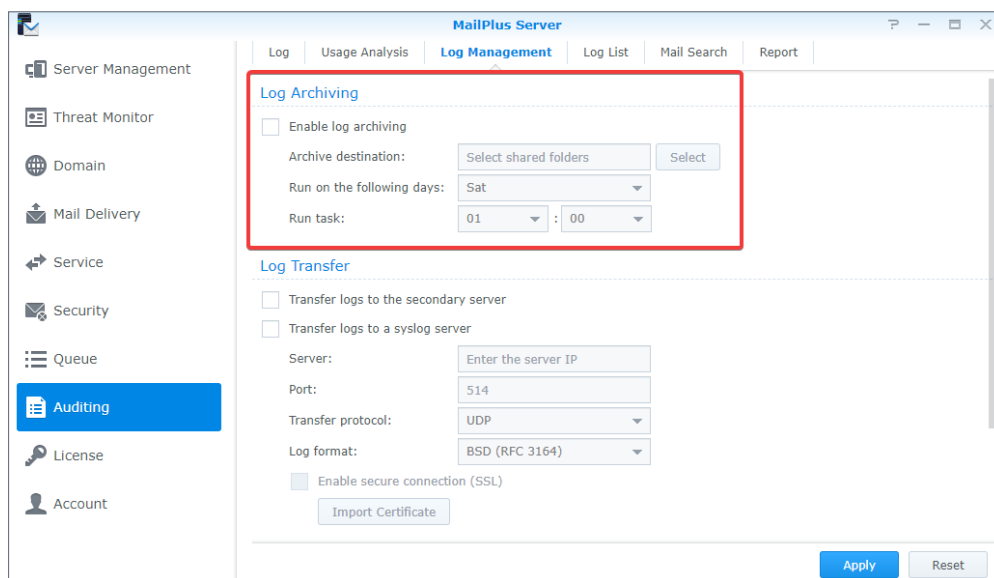 MailPlus Server
Server Management
Threat Monitor
Domain
Mail Delivery
Service
Security
Queue
Auditing
License
Account
Log Usage Analysis Log Management Log List Mail Search Report
Log Archiving
Enable log archiving
Archive destination: Select shared folders Select
Run on the following days: Sat
Run task: 01 : 00
Log Transfer
Transfer logs to the secondary server
Transfer logs to a syslog server
Server: Enter the server IP
Port: 514
Transfer protocol: UDP
Log format: BSD (RFC 3164)
Enable secure connection (SSL)
Import Certificate
Apply Reset